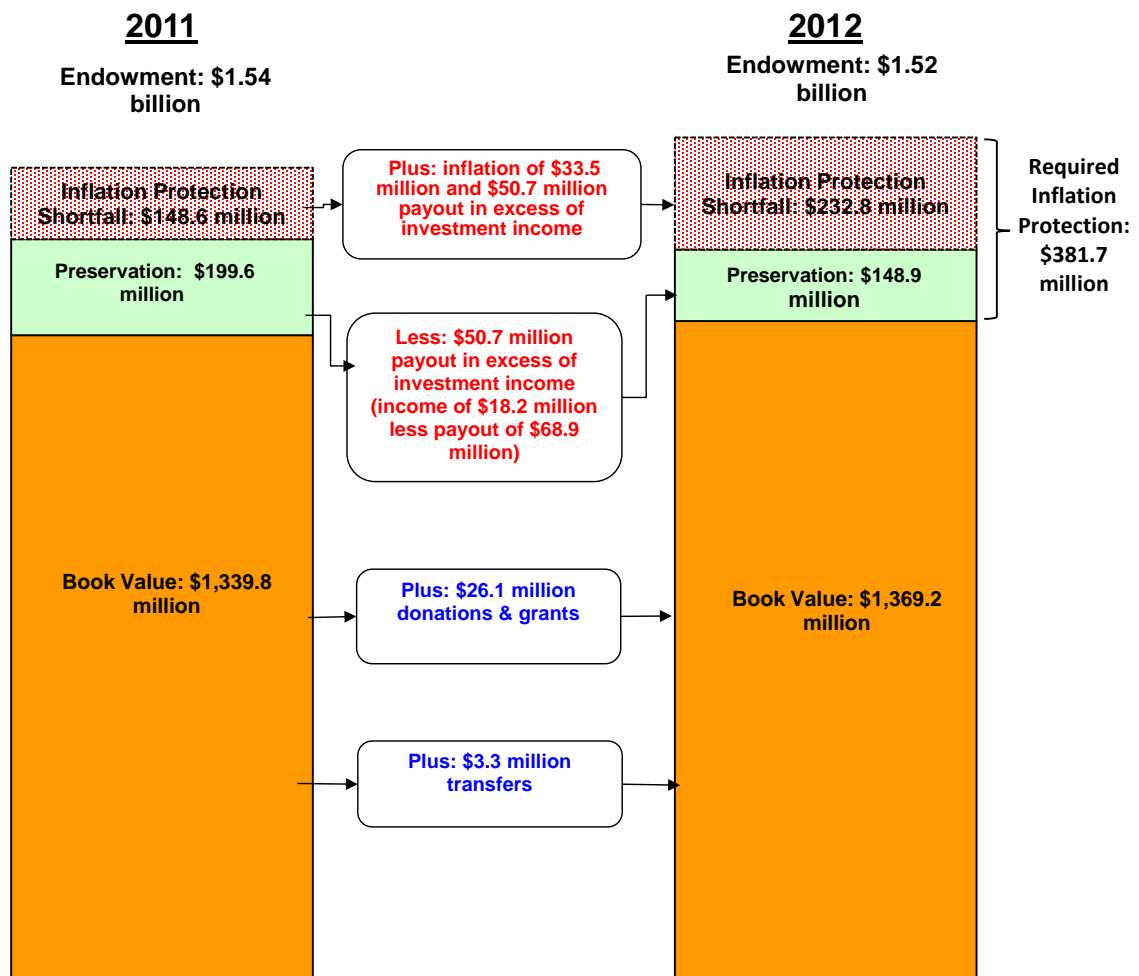 2011
Endowment: $1.54
billion
2012
Endowment: $1.52
billion
Inflation Protection
Shortfall: $148.6 million
Plus: inflation of $33.5
million and $50.7 million
payout in excess of
investment income
Inflation Protection
Shortfall: $232.8 million
Required
Inflation
Protection:
$381.7
million
Preservation: $199.6
million
Preservation: $148.9
million
Less: $50.7 million
payout in excess of
investment income
(income of $18.2 million
less payout of $68.9
million)
Book Value: $1,339.8
million
Plus: $26.1 million
donations & grants
Book Value: $1,369.2
million
Plus: $3.3 million
transfers